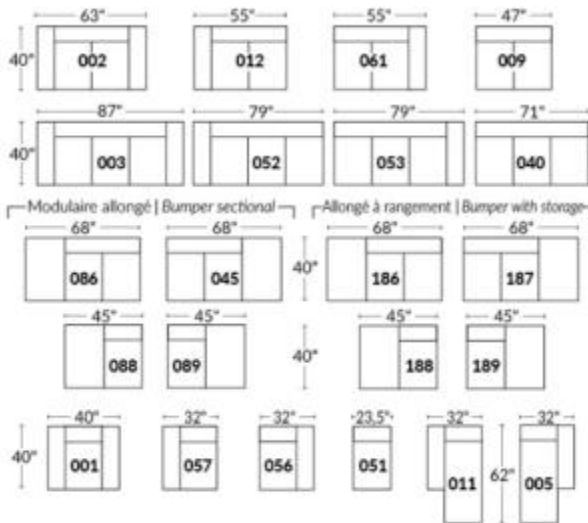 63" 55" 55" 47"
40" 002 012 061 009
87" 79" 79" 71"
40" 003 052 053 040
Modulaire allongé | Bumper sectional Allongé à rangement | Bumper with storage
68" 68" 68" 68"
086 045 40" 186 187
45" 45" 45" 45"
088 089 40" 188 189
40" 32" 32" 23,5" 32" 32"
40" 001 057 056 051 011 62" 005